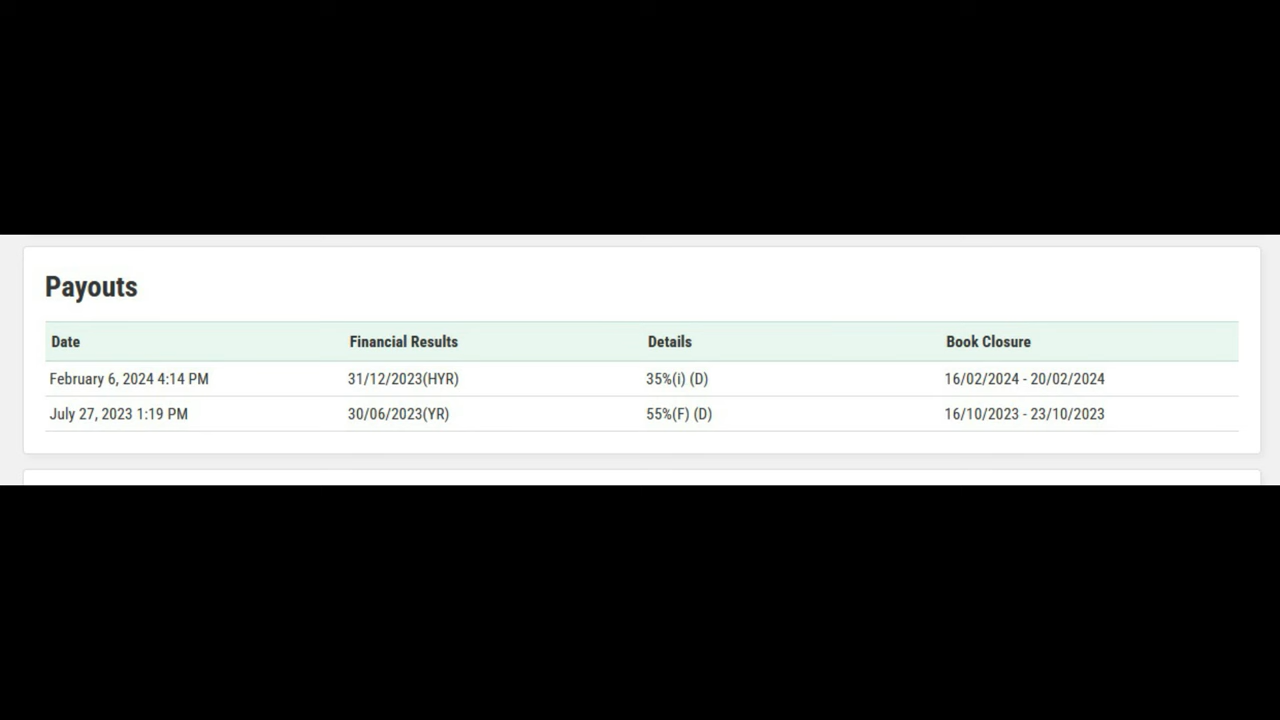 Payouts
Date Financial Results Details Book Closure
February 6, 2024 4:14 PM 31/12/2023(HYR) 35%(i) (D) 16/02/2024 - 20/02/2024
July 27, 2023 1:19 PM 30/06/2023(YR) 55%(F) (D) 16/10/2023 - 23/10/2023